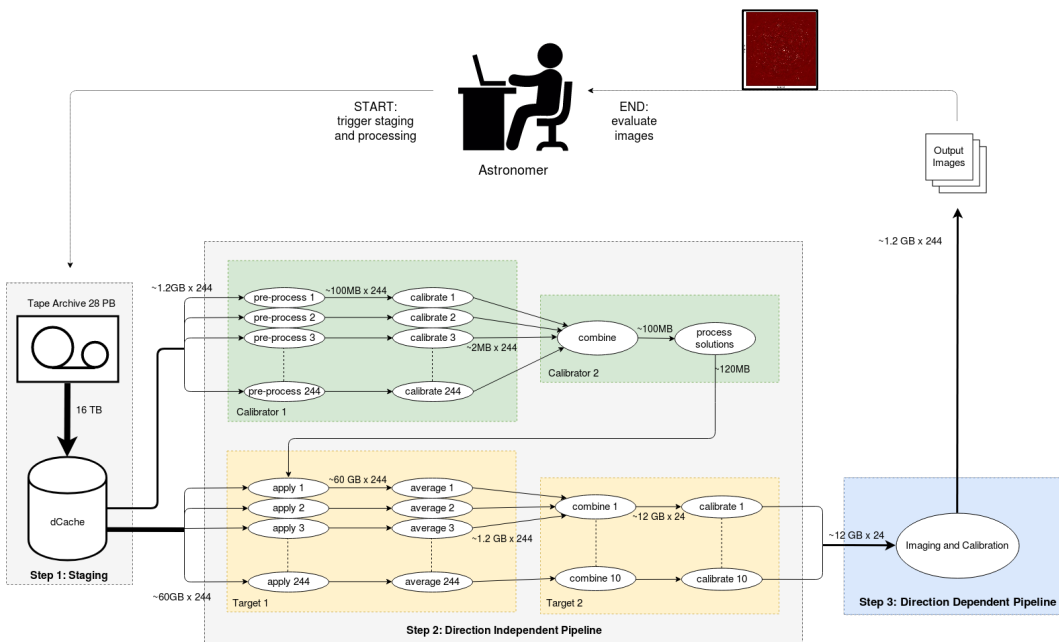 START:
trigger staging
and processing
END:
evaluate
images
Astronomer
Output
Images
~1.2 GB x 244
Tape Archive 28 PB
16 TB
dCache
Step 1: Staging
~1.2GB x 244
pre-process 1
~100MB x 244
calibrate 1
pre-process 2
calibrate 2
pre-process 3
calibrate 3
~2MB x 244
pre-process 244
calibrate 244
Calibrator 1
combine
~100MB
process
solutions
Calibrator 2
~120MB
apply 1
~60 GB x 244
average 1
apply 2
average 2
apply 3
average 3
~1.2 GB x 244
apply 244
average 244
~60GB x 244
Target 1
combine 1
~12 GB x 24
calibrate 1
combine 10
calibrate 10
Target 2
Step 2: Direction Independent Pipeline
~12 GB x 24
Imaging and Calibration
Step 3: Direction Dependent Pipeline